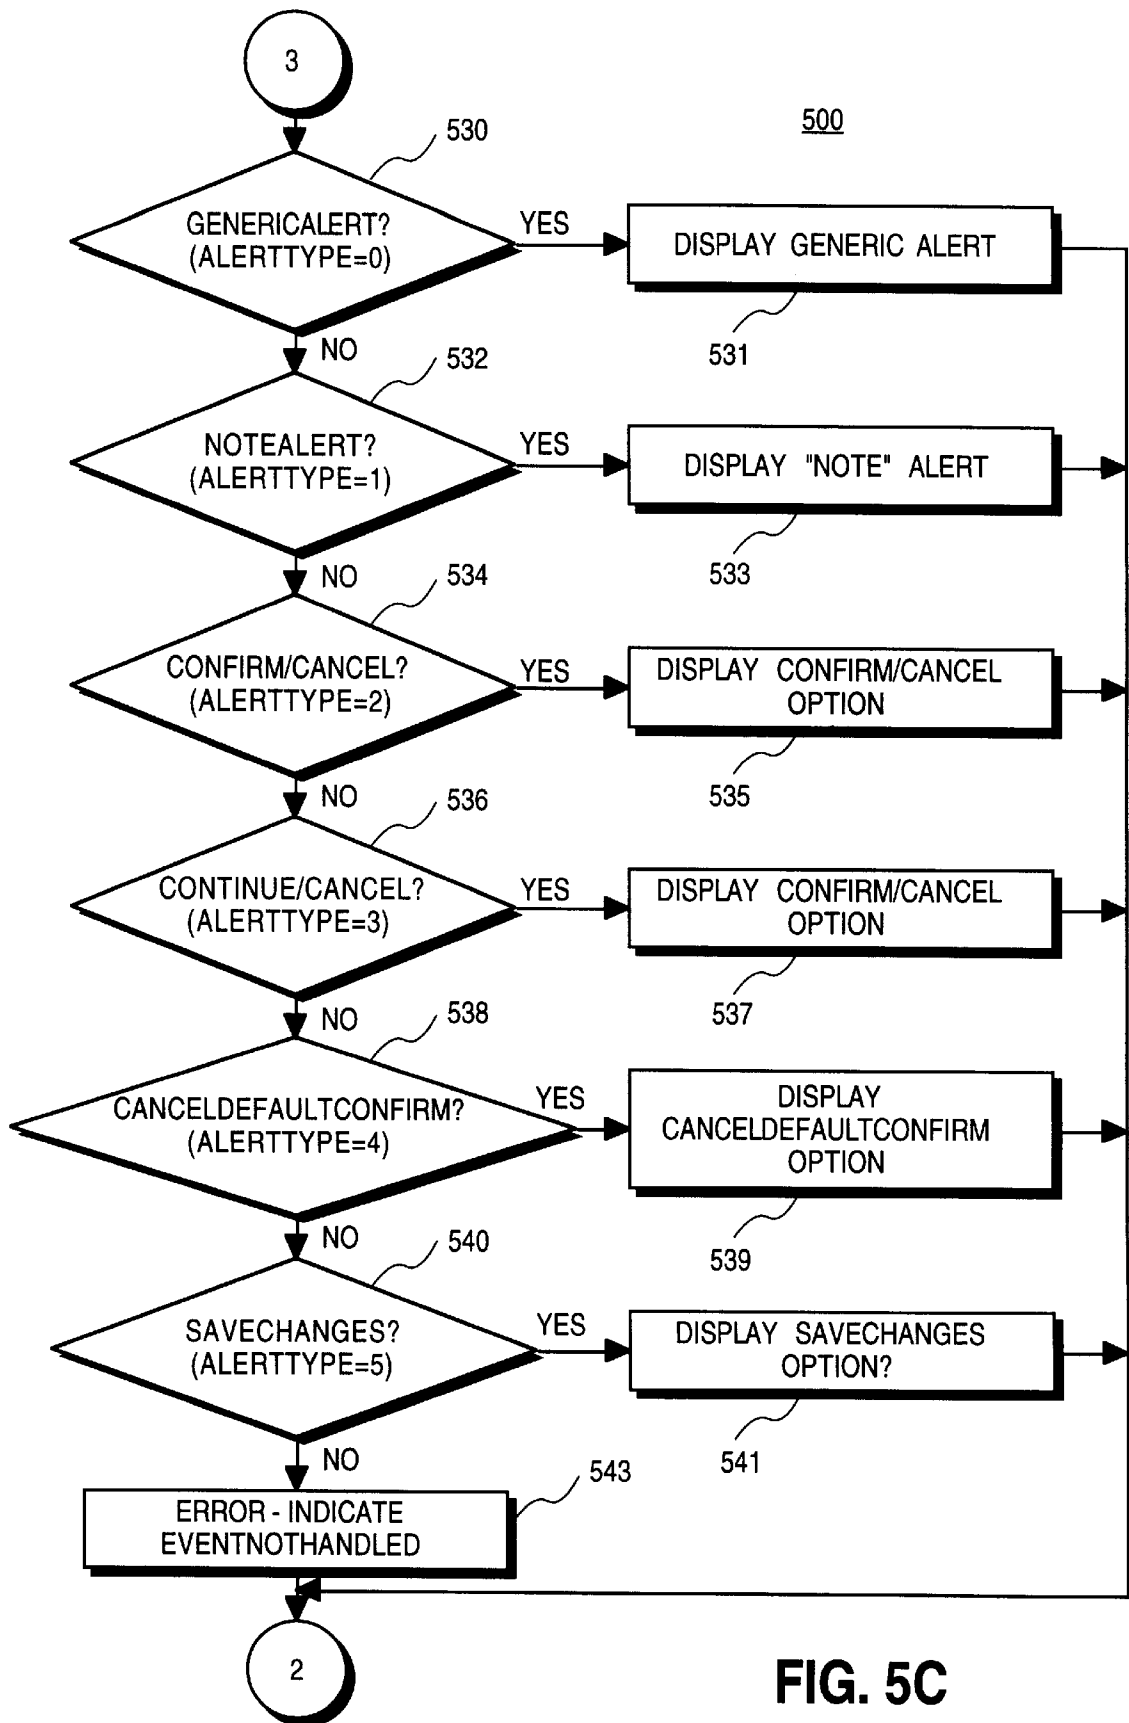 3
530
500
GENERICALERT?
(ALERTTYPE=0)
YES
DISPLAY GENERIC ALERT
531
NO
532
NOTEALERT?
(ALERTTYPE=1)
YES
DISPLAY "NOTE" ALERT
533
NO
534
CONFIRM/CANCEL?
(ALERTTYPE=2)
YES
DISPLAY CONFIRM/CANCEL
OPTION
535
NO
536
CONTINUE/CANCEL?
(ALERTTYPE=3)
YES
DISPLAY CONFIRM/CANCEL
OPTION
537
NO
538
CANCELDEFAULTCONFIRM?
(ALERTTYPE=4)
YES
DISPLAY
CANCELDEFAULTCONFIRM
OPTION
539
NO
540
SAVECHANGES?
(ALERTTYPE=5)
YES
DISPLAY SAVECHANGES
OPTION?
541
NO
543
ERROR - INDICATE
EVENTNOTHANDLED
2
FIG. 5C